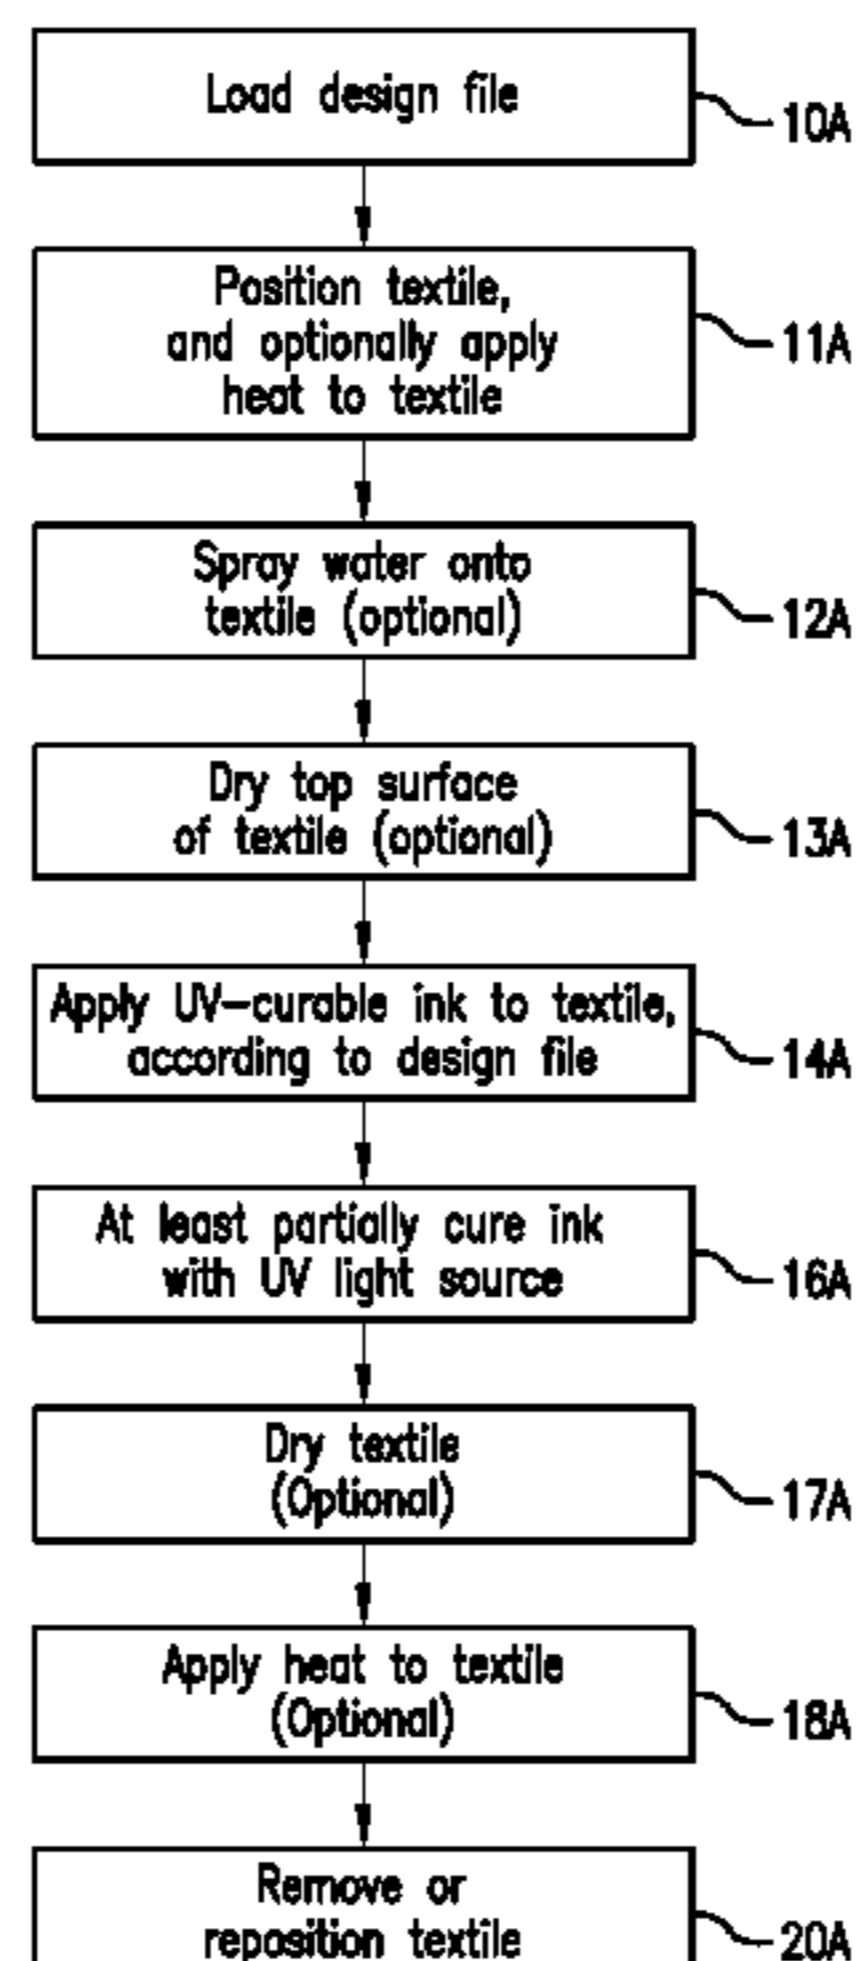 Load design file
10A
Position textile,
and optionally apply
heat to textile
11A
Spray water onto
textile (optional)
12A
Dry top surface
of textile (optional)
13A
Apply UV-curable ink to textile,
according to design file
14A
At least partially cure ink
with UV light source
16A
Dry textile
(Optional)
17A
Apply heat to textile
(Optional)
18A
Remove or
reposition textile
20A